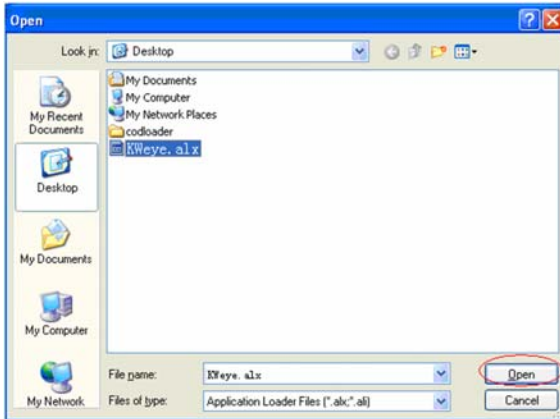 Open
Look in: Desktop
My Documents
My Computer
My Network Places
codloader
KWeye.alx
My Recent
Documents
Desktop
My Documents
My Computer
My Network
File name: KWeye.alx Open
Files of type: Application Loader Files (*.alx;*.ali) Cancel